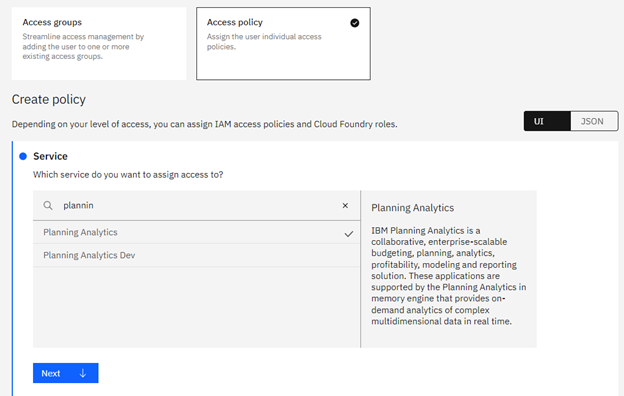 Access groups
Streamline access management by
adding the user to one or more
existing access groups.
Access policy
Assign the user individual access
policies.
Create policy
Depending on your level of access, you can assign IAM access policies and Cloud Foundry roles.
UI
JSON
Service
Which service do you want to assign access to?
plannin
Planning Analytics
Planning Analytics Dev
Planning Analytics
IBM Planning Analytics is a
collaborative, enterprise-scalable
budgeting, planning, analytics,
profitability, modeling and reporting
solution. These applications are
supported by the Planning Analytics in
memory engine that provides on-
demand analytics of complex
multidimensional data in real time.
Next